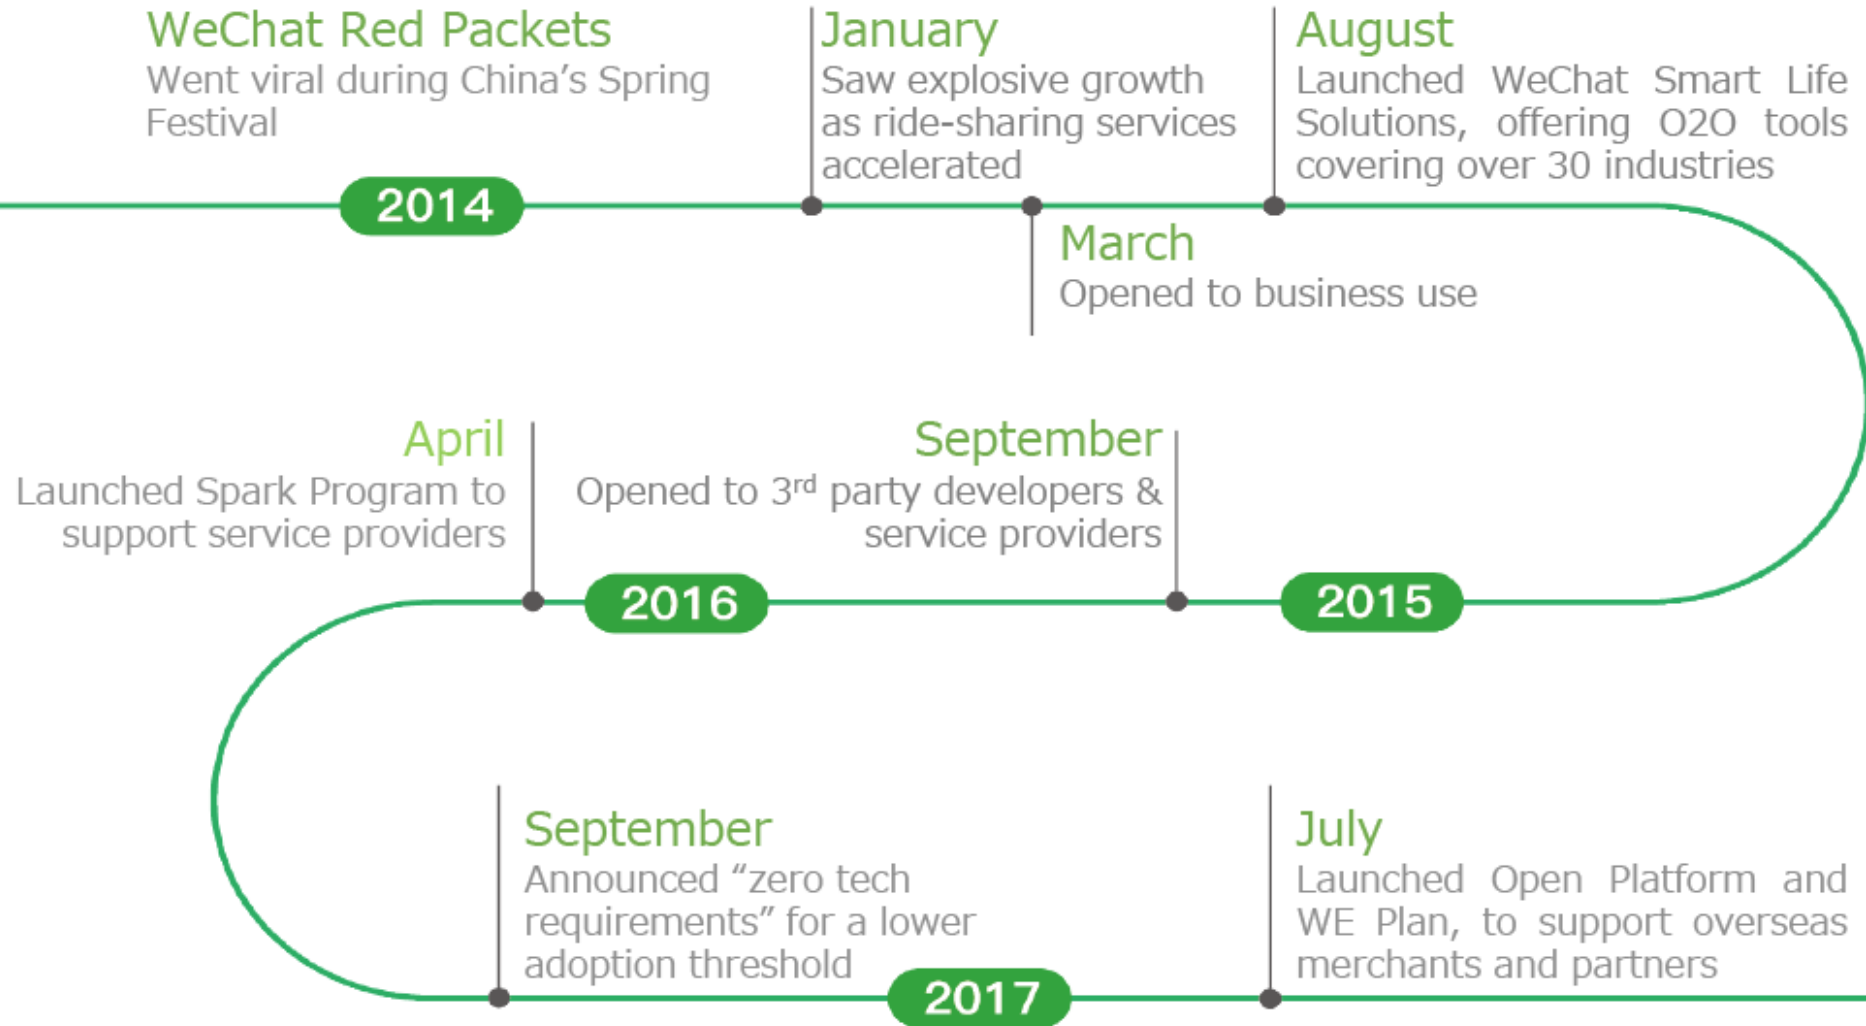 WeChat Red Packets
Went viral during China’s Spring
Festival
2014
January
Saw explosive growth
as ride-sharing services
accelerated
March
Opened to business use
August
Launched WeChat Smart Life
Solutions, offering O2O tools
covering over 30 industries
2015
September
Opened to 3rd party developers &
service providers
2016
April
Launched Spark Program to
support service providers
September
Announced “zero tech
requirements” for a lower
adoption threshold
2017
July
Launched Open Platform and
WE Plan, to support overseas
merchants and partners